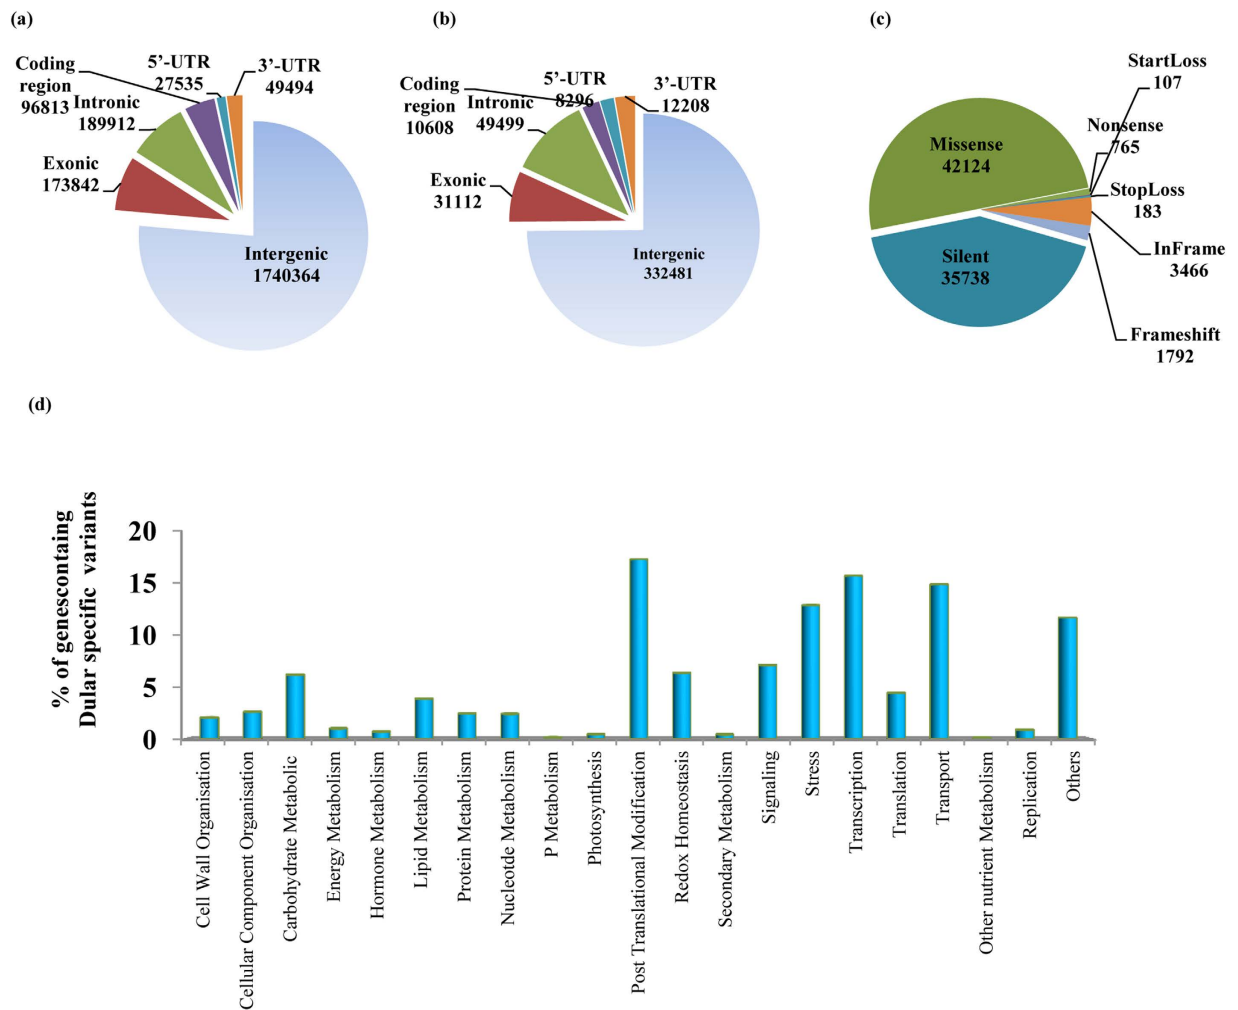 (a)
(b)
(c)
Coding
region
96813
5’-UTR
27535
3’-UTR
49494
Intronic
189912
Exonic
173842
Intergenic
1740364
Coding
region
10608
5’-UTR
8296
3’-UTR
12208
Intronic
49499
Exonic
31112
Intergenic
332481
StartLoss
107
Nonsense
765
StopLoss
183
InFrame
3466
Frameshift
1792
Missense
42124
Silent
35738
(d)
% of genescontaing
Dular specific variants
20
15
10
5
0
Cell Wall Organisation
Cellular Component Organisation
Carbohydrate Metabolic
Energy Metabolism
Hormone Metabolism
Lipid Metabolism
Protein Metabolism
Nucleotde Metabolism
P Metabolism
Photosynthesis
Post Translational Modification
Redox Homeostasis
Secondary Metabolism
Signaling
Stress
Transcription
Translation
Transport
Other nutrient Metabolism
Replication
Others